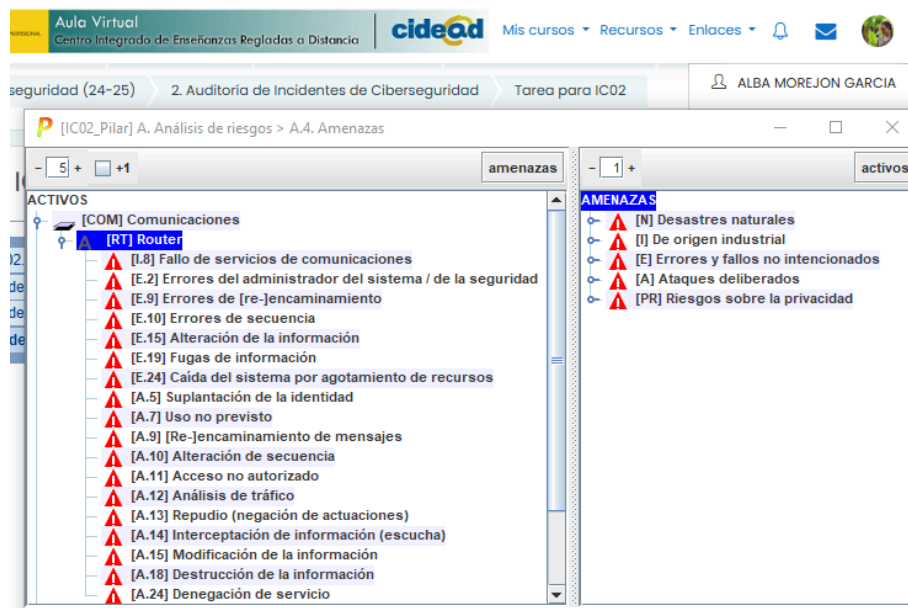 PROFESIONAL
Aula Virtual
Centro Integrado de Enseñanzas Regladas a Distancia
cidead
Mis cursos Recursos Enlaces
seguridad (24-25) 2. Auditoría de Incidentes de Ciberseguridad Tarea para IC02
ALBA MOREJON GARCIA
[IC02_Pilar] A. Análisis de riesgos > A.4. Amenazas
- 5 + +1 amenazas
- 1 + activos
ACTIVOS
[COM] Comunicaciones
[RT] Router
[I.8] Fallo de servicios de comunicaciones
[E.2] Errores del administrador del sistema / de la seguridad
[E.9] Errores de [re-]encaminamiento
[E.10] Errores de secuencia
[E.15] Alteración de la información
[E.19] Fugas de información
[E.24] Caída del sistema por agotamiento de recursos
[A.5] Suplantación de la identidad
[A.7] Uso no previsto
[A.9] [Re-]encaminamiento de mensajes
[A.10] Alteración de secuencia
[A.11] Acceso no autorizado
[A.12] Análisis de tráfico
[A.13] Repudio (negación de actuaciones)
[A.14] Interceptación de información (escucha)
[A.15] Modificación de la información
[A.18] Destrucción de la información
[A.24] Denegación de servicio
AMENAZAS
[N] Desastres naturales
[I] De origen industrial
[E] Errores y fallos no intencionados
[A] Ataques deliberados
[PR] Riesgos sobre la privacidad